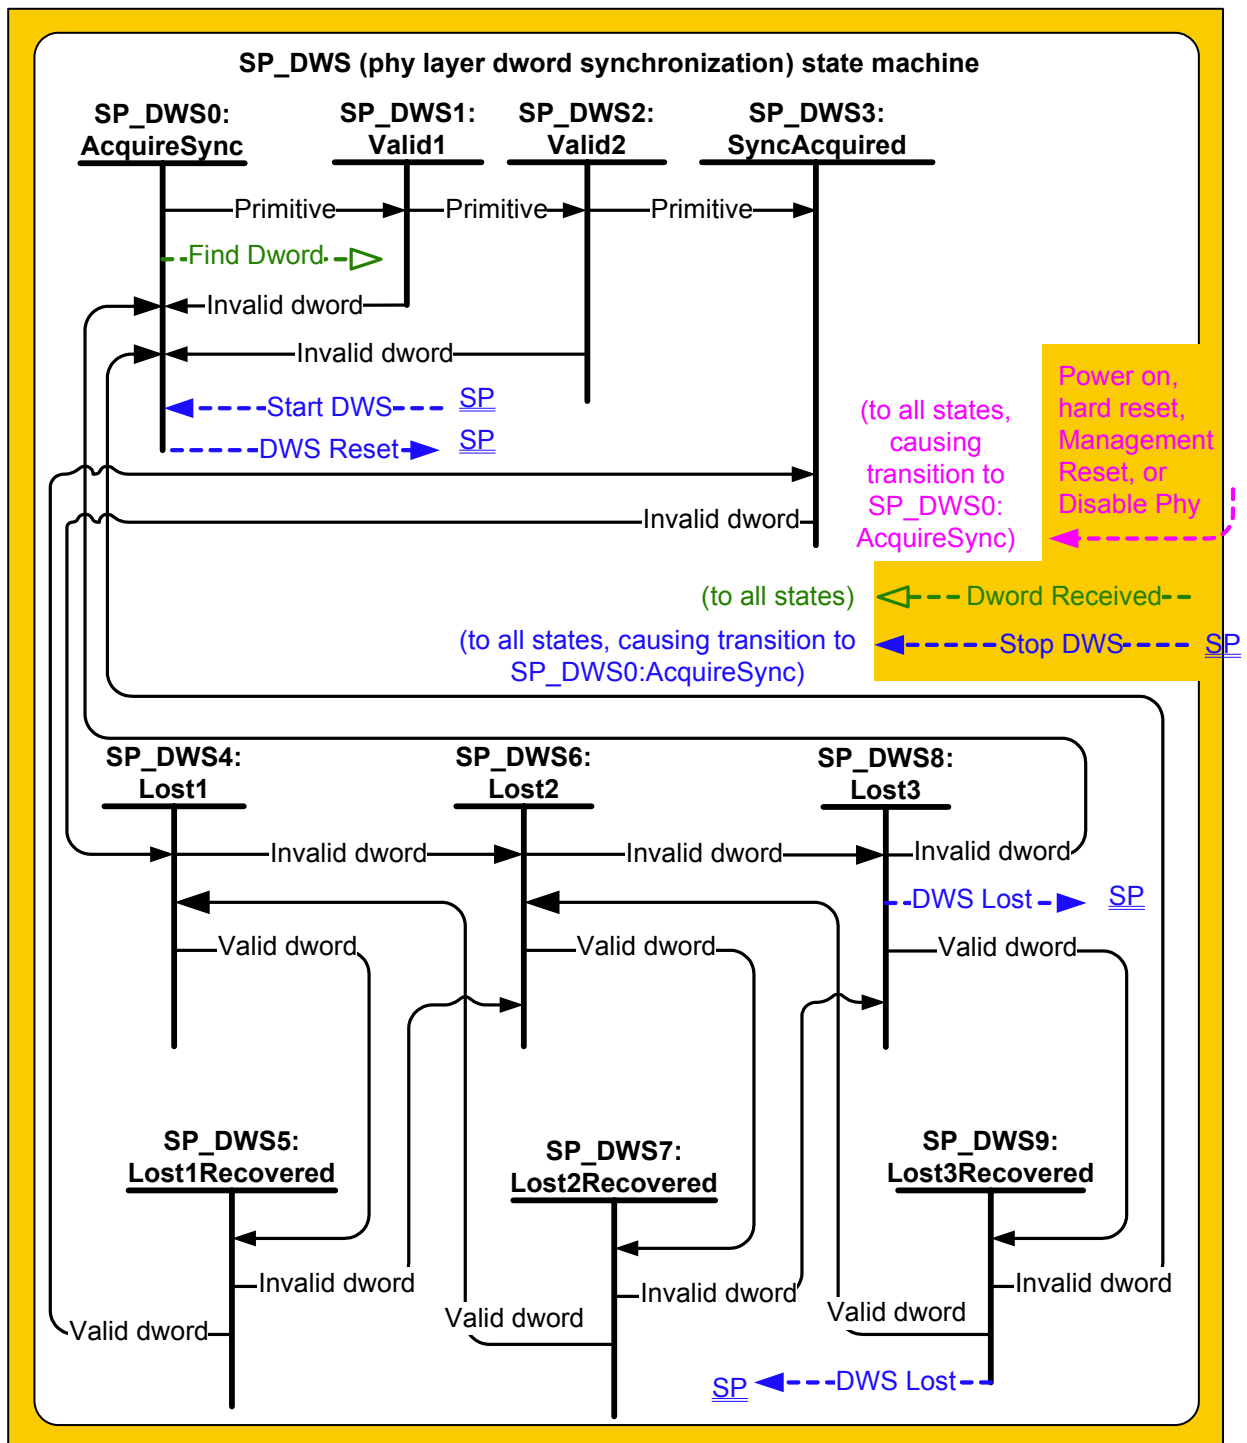 SP_DWS (phy layer dword synchronization) state machine
SP_DWS0:
AcquireSync
SP_DWS1:
Valid1
SP_DWS2:
Valid2
SP_DWS3:
SyncAcquired
Primitive
Primitive
Primitive
Find Dword
Invalid dword
Invalid dword
Start DWS
SP
DWS Reset
SP
Invalid dword
(to all states,
causing
transition to
SP_DWS0:
AcquireSync)
Power on,
hard reset,
Management
Reset, or
Disable Phy
(to all states)
Dword Received
(to all states, causing transition to
SP_DWS0:AcquireSync)
Stop DWS
SP
SP_DWS4:
Lost1
SP_DWS6:
Lost2
SP_DWS8:
Lost3
Invalid dword
Invalid dword
Invalid dword
DWS Lost
SP
Valid dword
Valid dword
Valid dword
SP_DWS5:
Lost1Recovered
SP_DWS7:
Lost2Recovered
SP_DWS9:
Lost3Recovered
Invalid dword
Invalid dword
Invalid dword
Valid dword
Valid dword
Valid dword
SP
DWS Lost